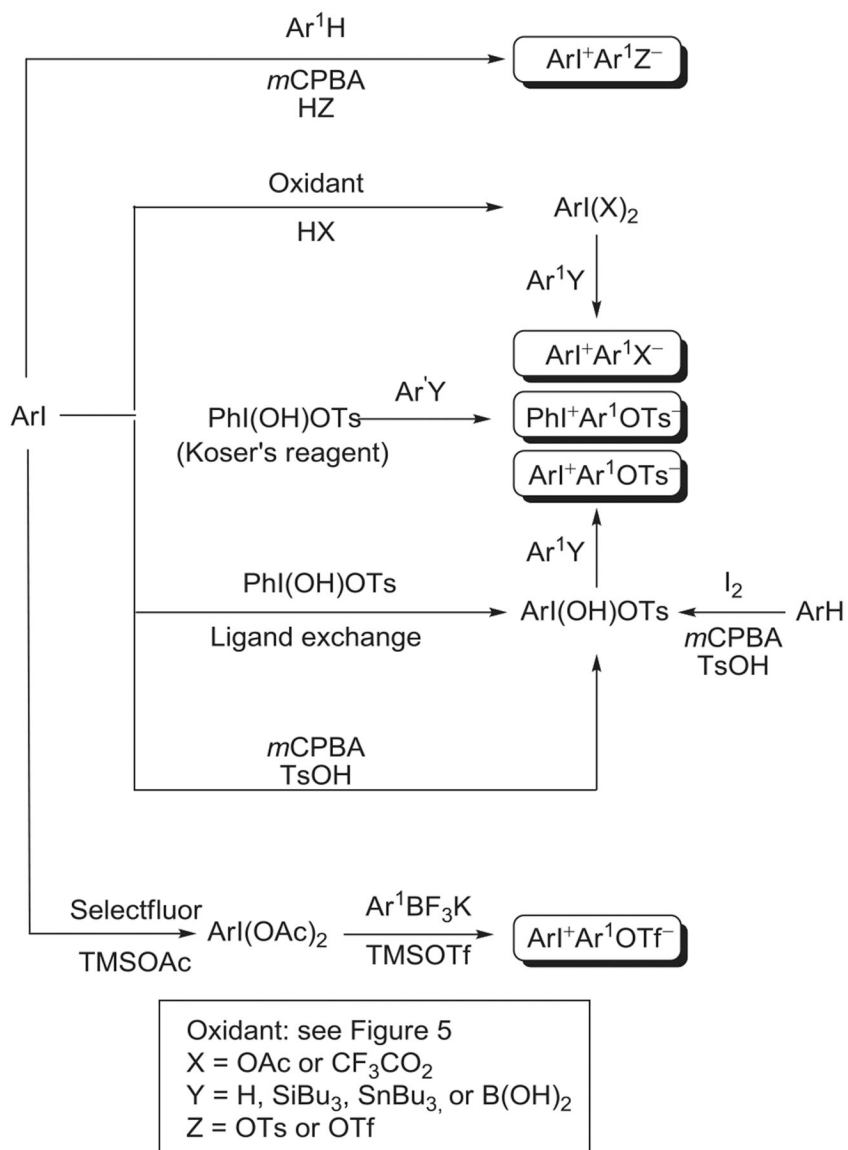 Ar¹H
mCPBA
HZ
ArI⁺Ar¹Z⁻
Oxidant
HX
ArI(X)₂
Ar¹Y
ArI⁺Ar¹X⁻
ArI
PhI(OH)OTs
(Koser's reagent)
Ar'Y
PhI⁺Ar¹OTs⁻
ArI⁺Ar¹OTs⁻
Ar¹Y
PhI(OH)OTs
Ligand exchange
ArI(OH)OTs
I₂
mCPBA
TsOH
ArH
mCPBA
TsOH
Selectfluor
TMSOAc
ArI(OAc)₂
Ar¹BF₃K
TMSOTf
ArI⁺Ar¹OTf⁻
Oxidant: see Figure 5
X = OAc or CF₃CO₂
Y = H, SiBu₃, SnBu₃, or B(OH)₂
Z = OTs or OTf